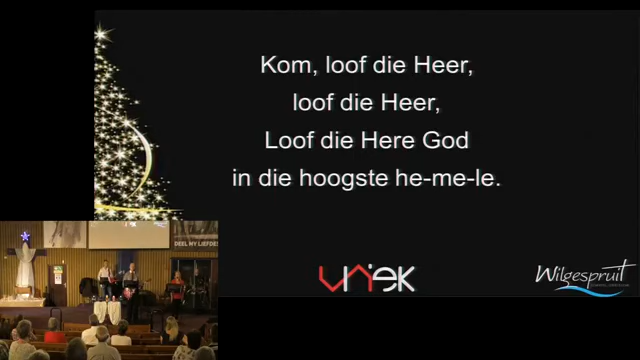 Kom, loof die Heer,
loof die Heer,
Loof die Here God
in die hoogste he-me-le.
DEEL MY LIEFDE
uniek
Wilgespruit